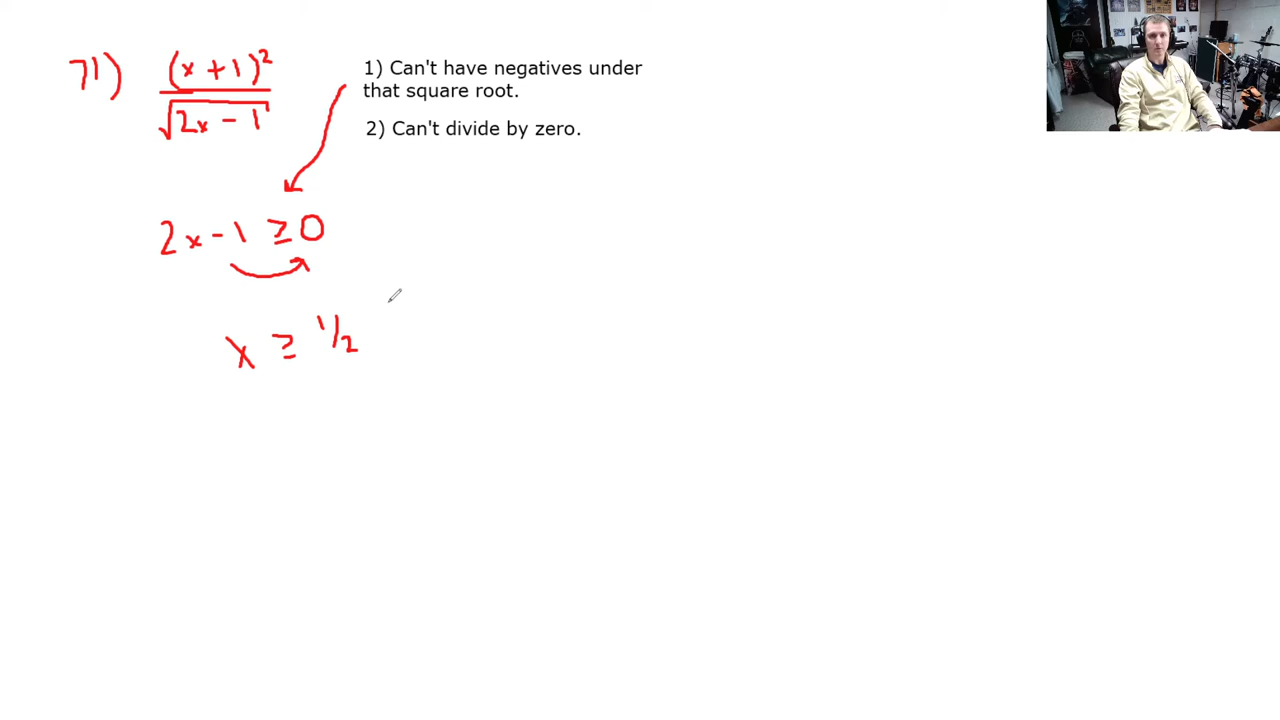 71) (x + 1)²
√2x - 1
1) Can't have negatives under
that square root.
2) Can't divide by zero.
2x - 1 ≥ 0
x ≥ 1/2